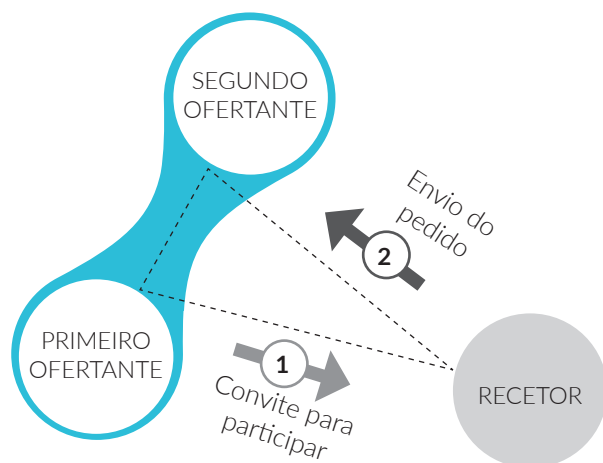 SEGUNDO
OFERTANTE
Envio do
pedido
2
PRIMEIRO
OFERTANTE
1
Convite para
participar
RECETOR